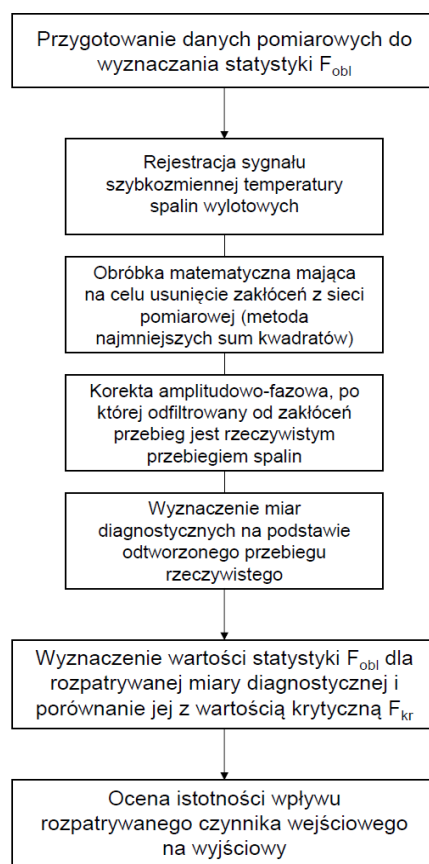 Przygotowanie danych pomiarowych do
wyznaczania statystyki F_obl
Rejestracja sygnału
szybkozmiennej temperatury
spalin wylotowych
Obróbka matematyczna mająca
na celu usunięcie zakłóceń z sieci
pomiarowej (metoda
najmniejszych sum kwadratów)
Korekta amplitudowo-fazowa, po
której odfiltrowany od zakłóceń
przebieg jest rzeczywistym
przebiegiem spalin
Wyznaczenie miar
diagnostycznych na podstawie
odtworzonego przebiegu
rzeczywistego
Wyznaczenie wartości statystyki F_obl dla
rozpatrywanej miary diagnostycznej i
porównanie jej z wartością krytyczną F_kr
Ocena istotności wpływu
rozpatrywanego czynnika wejściowego
na wyjściowy